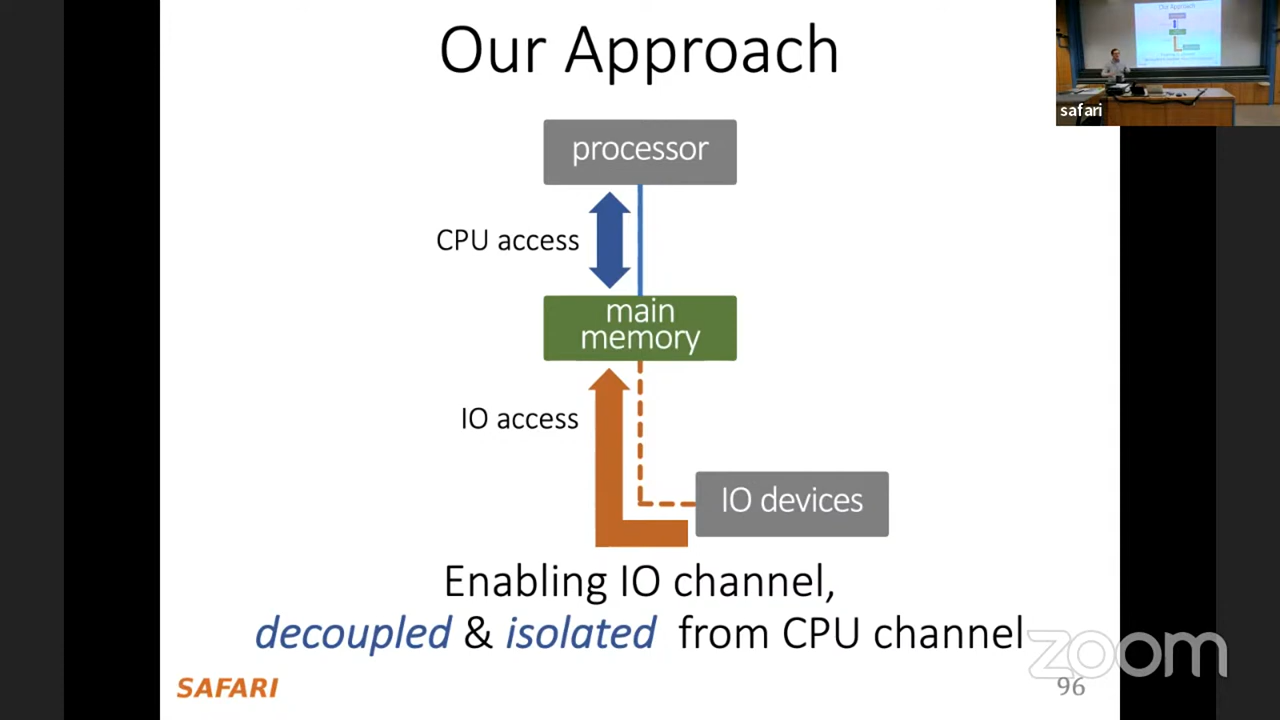 Our Approach
safari
processor
CPU access
main
memory
IO access
IO devices
Enabling IO channel,
decoupled & isolated from CPU channel
zoom
SAFARI
96